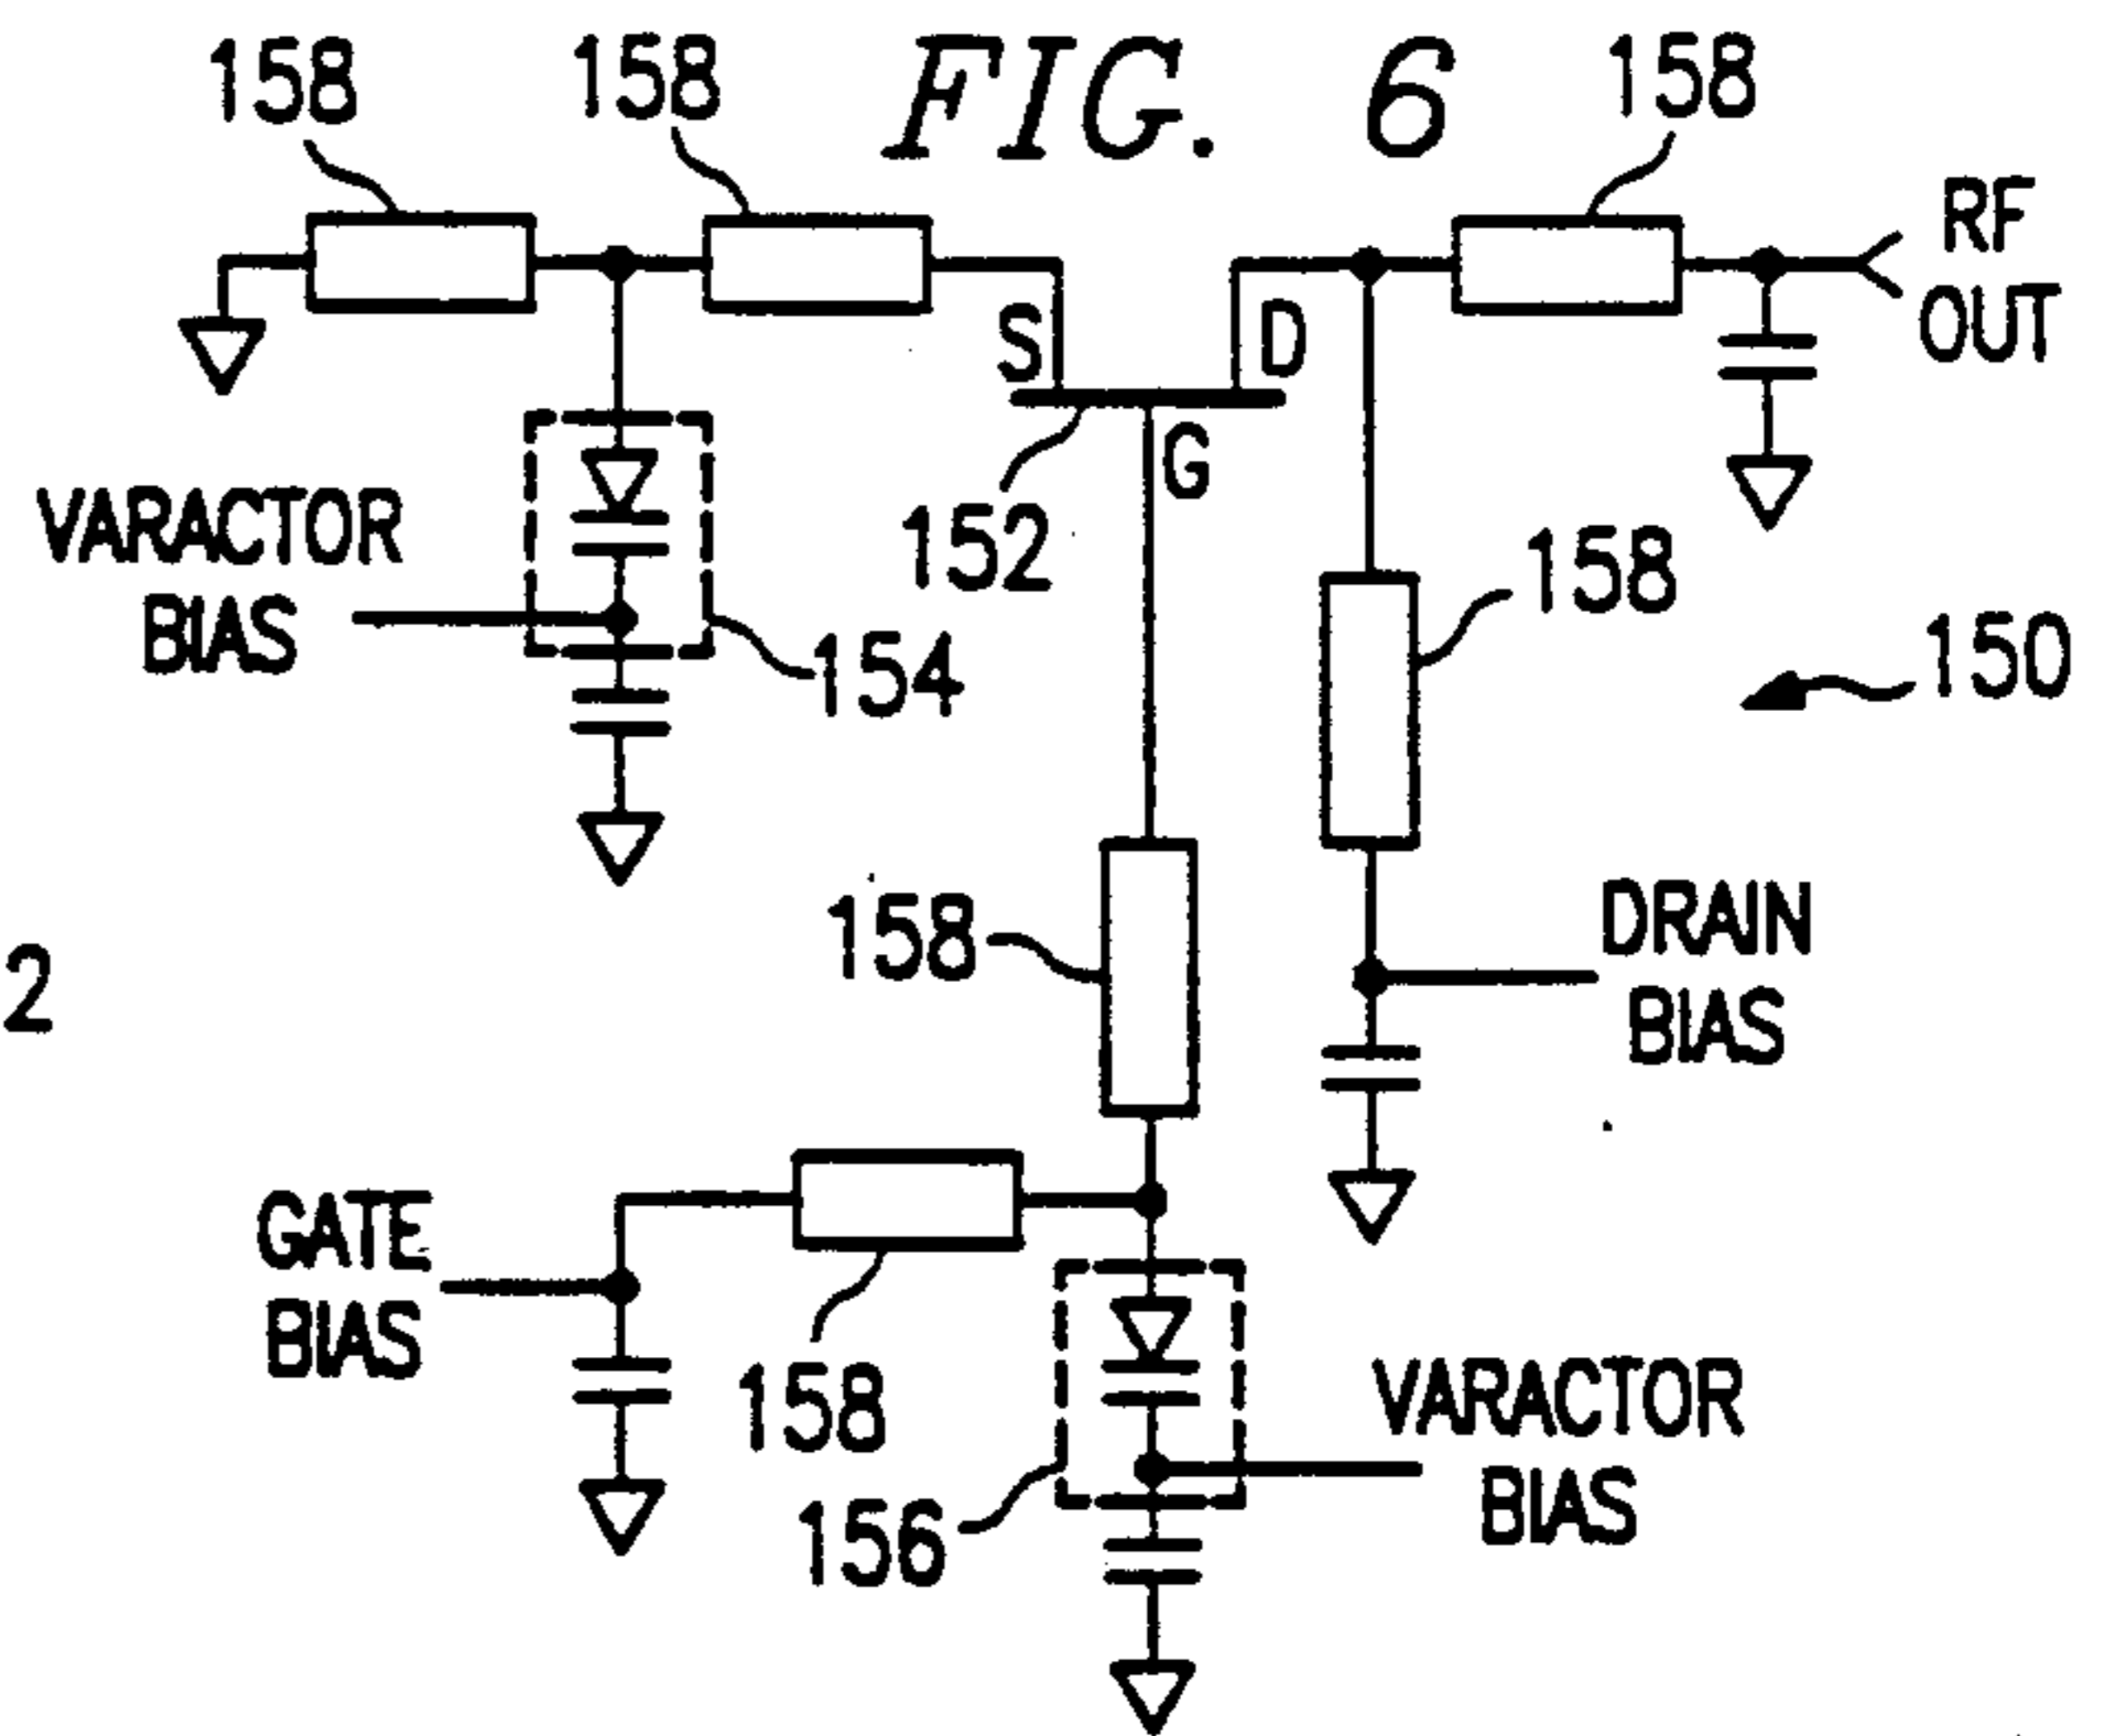 158
158
FIG. 6
158
RF
OUT
S
D
G
152
VARACTOR
BIAS
154
158
150
158
DRAIN
BIAS
2
GATE
BIAS
158
156
VARACTOR
BIAS